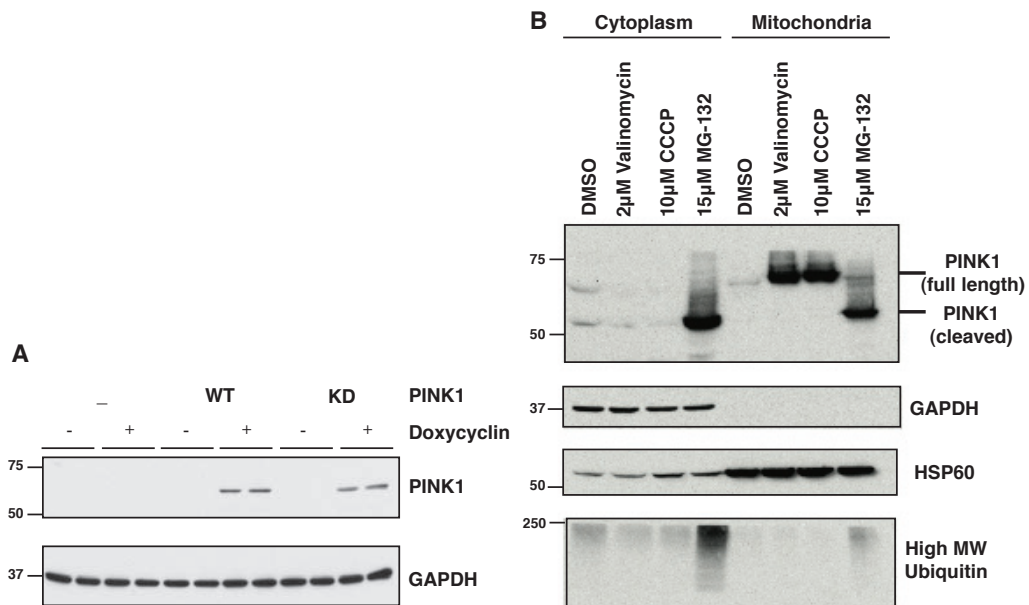 A
– WT KD PINK1
- + - + - + Doxycyclin
75
50
PINK1
37
GAPDH
B
Cytoplasm Mitochondria
DMSO
2µM Valinomycin
10µM CCCP
15µM MG-132
DMSO
2µM Valinomycin
10µM CCCP
15µM MG-132
75
50
PINK1
(full length)
PINK1
(cleaved)
37
GAPDH
50
HSP60
250
High MW
Ubiquitin